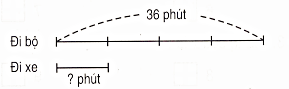 36 phút
Đi bộ
Đi xe
? phút